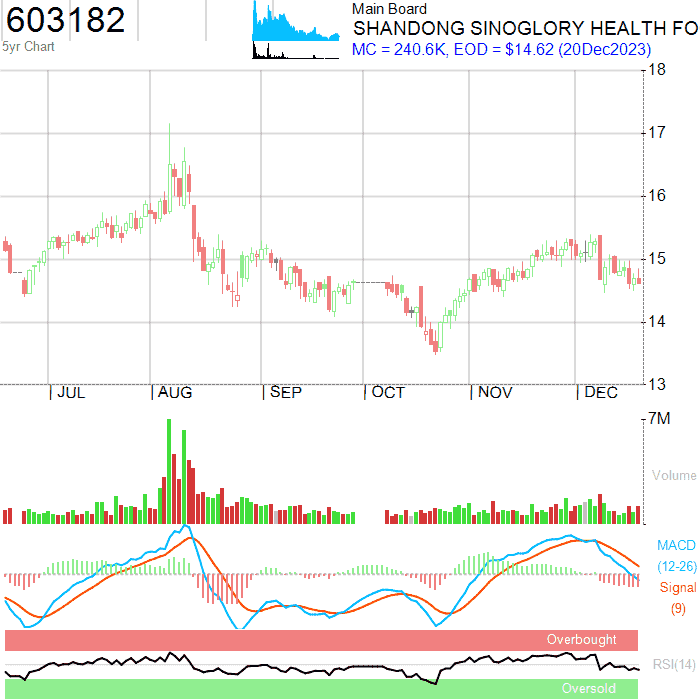 603182
5yr Chart
Main Board
SHANDONG SINOGLORY HEALTH FO
MC = 240.6K, EOD = $14.62 (20Dec2023)
18
17
16
15
14
13
JUL
AUG
SEP
OCT
NOV
DEC
7M
Volume
MACD
(12-26)
Signal
(9)
Overbought
RSI(14)
Oversold